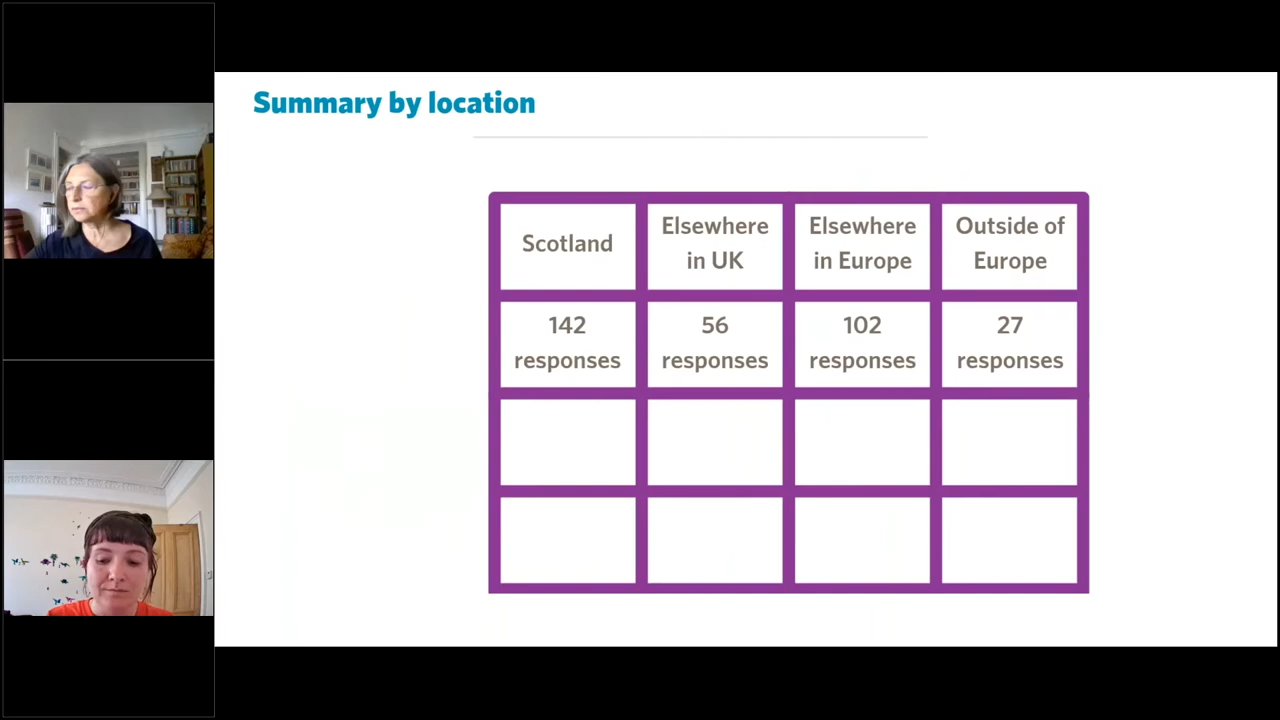 Summary by location
Scotland
Elsewhere
in UK
Elsewhere
in Europe
Outside of
Europe
142
responses
56
responses
102
responses
27
responses